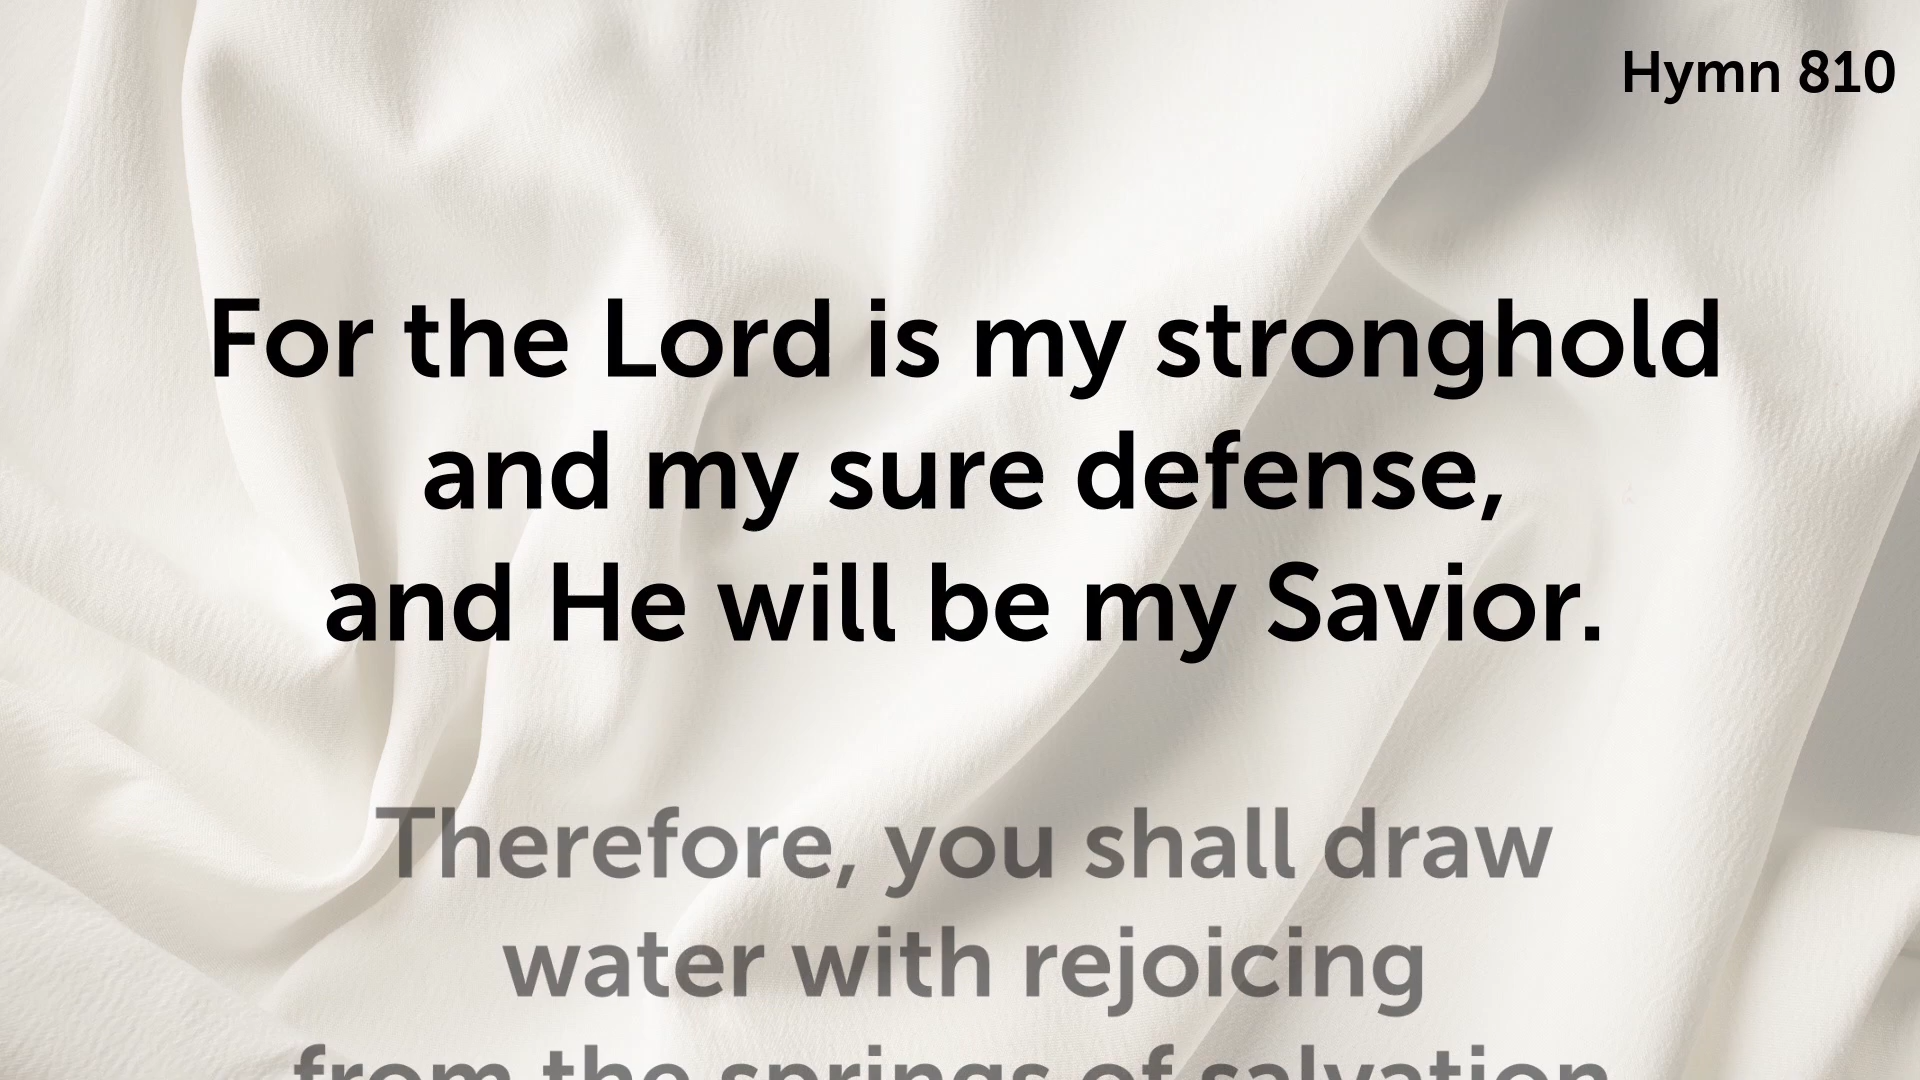 Hymn 810
For the Lord is my stronghold
and my sure defense,
and He will be my Savior.
Therefore, you shall draw
water with rejoicing
from the springs of salvation